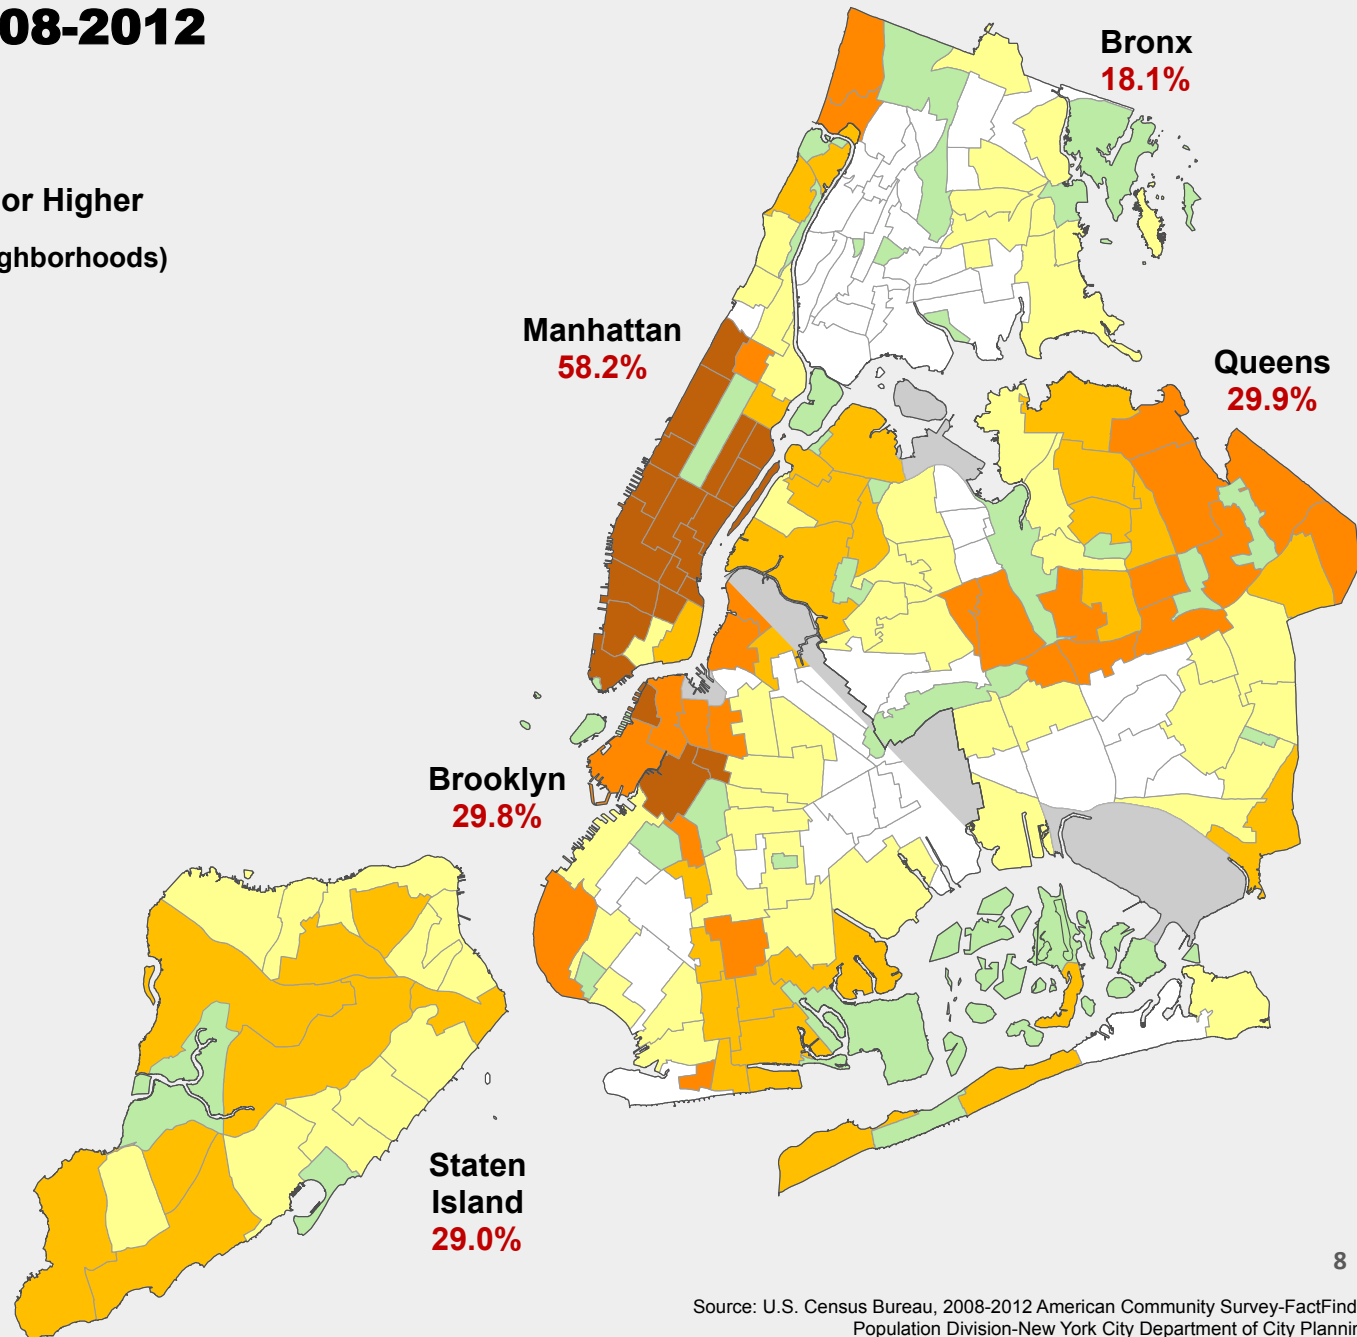 08-2012
or Higher
ghborhoods)
Bronx
18.1%
Manhattan
58.2%
Queens
29.9%
Brooklyn
29.8%
Staten
Island
29.0%
8
Source: U.S. Census Bureau, 2008-2012 American Community Survey-FactFind
Population Division-New York City Department of City Plannin